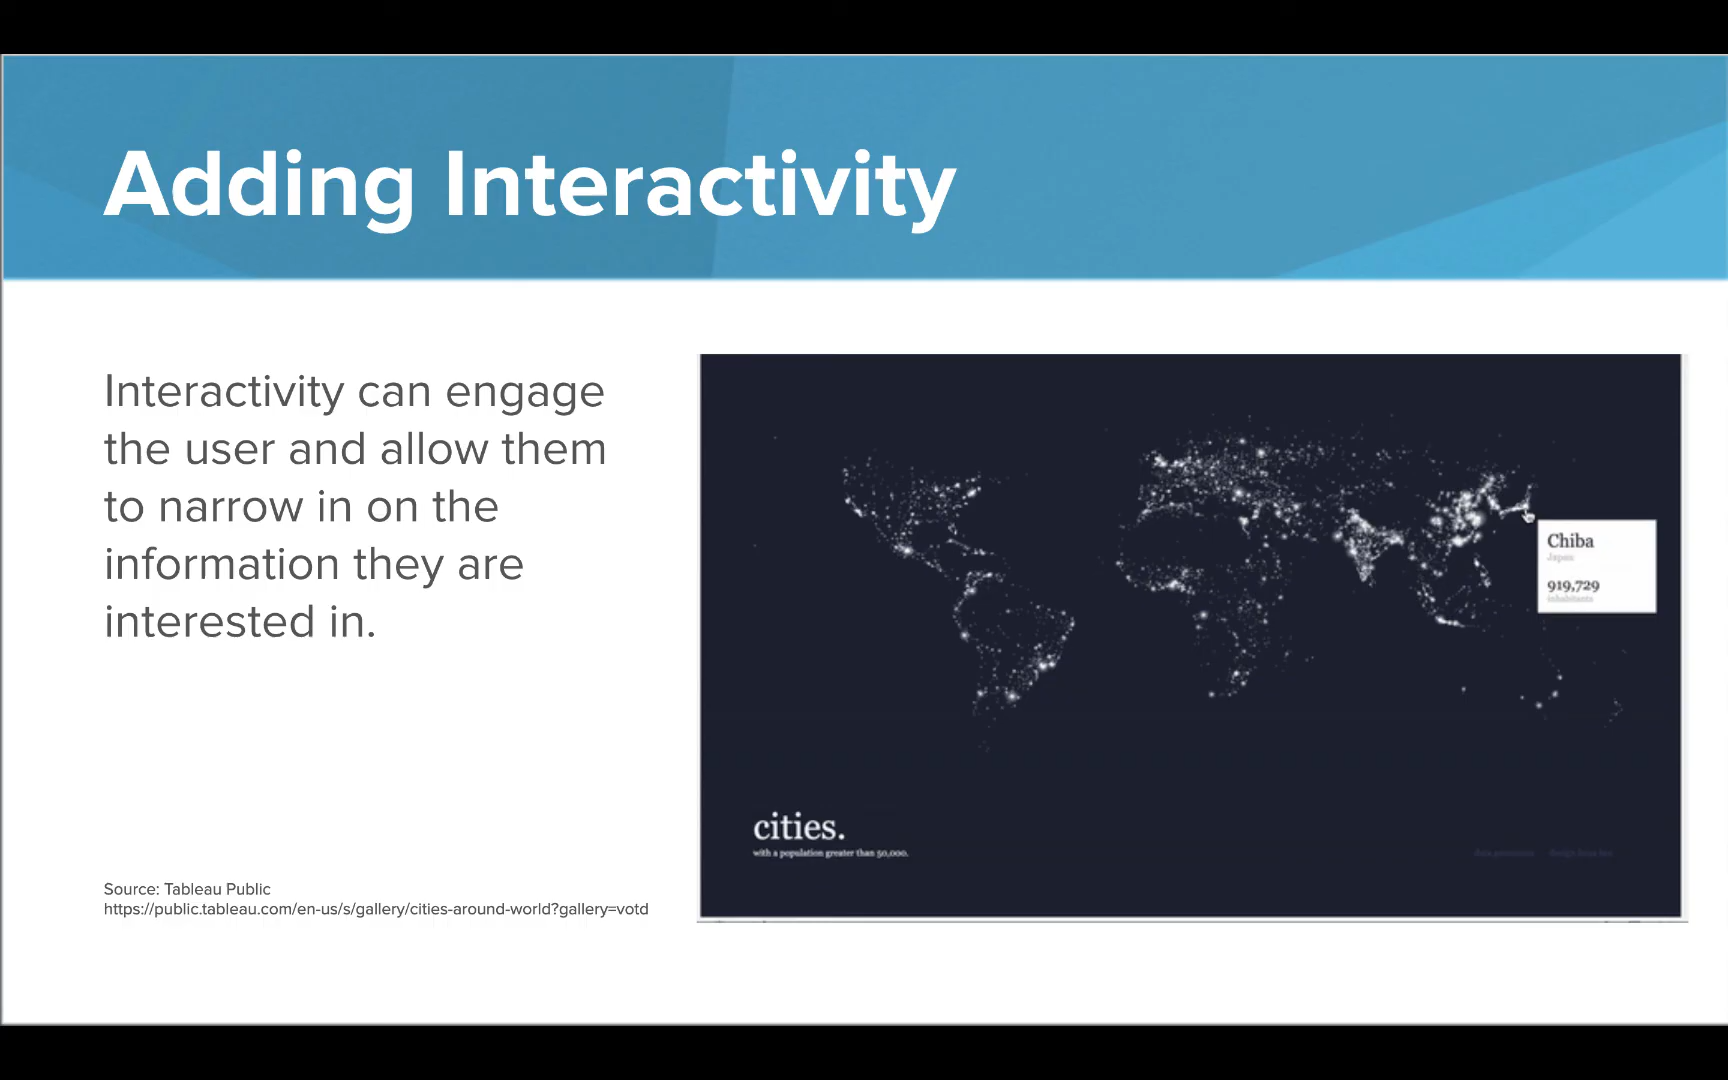 Adding Interactivity
Interactivity can engage
the user and allow them
to narrow in on the
information they are
interested in.
Chiba
Japan
919,729
inhabitants
cities.
with a population greater than 50,000.
Source: Tableau Public
https://public.tableau.com/en-us/s/gallery/cities-around-world?gallery=votd